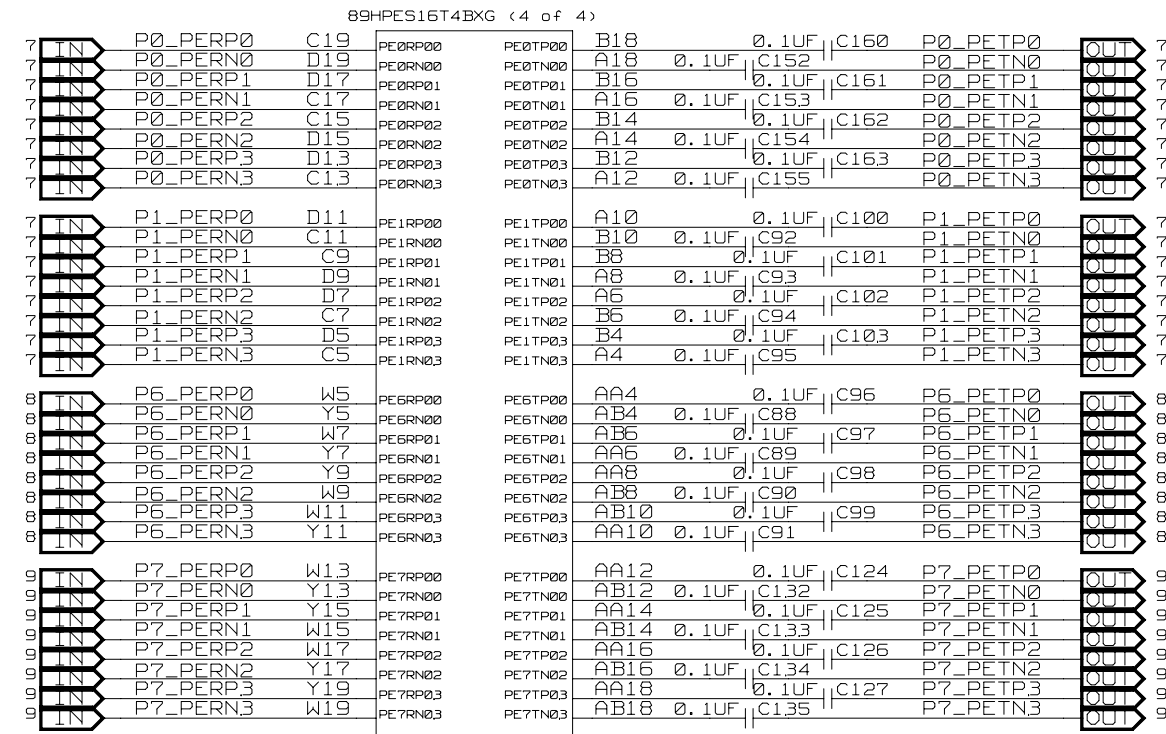 89HPES16T4BXG (4 of 4)
7 IN P0_PERP0 C19 PE0RP00 PE0TP00 B18 0.1UF C160 P0_PETP0 OUT 7
7 IN P0_PERN0 D19 PE0RN00 PE0TN00 A18 0.1UF C152 P0_PETN0 OUT 7
7 IN P0_PERP1 D17 PE0RP01 PE0TP01 B16 0.1UF C161 P0_PETP1 OUT 7
7 IN P0_PERN1 C17 PE0RN01 PE0TN01 A16 0.1UF C153 P0_PETN1 OUT 7
7 IN P0_PERP2 C15 PE0RP02 PE0TP02 B14 0.1UF C162 P0_PETP2 OUT 7
7 IN P0_PERN2 D15 PE0RN02 PE0TN02 A14 0.1UF C154 P0_PETN2 OUT 7
7 IN P0_PERP3 D13 PE0RP03 PE0TP03 B12 0.1UF C163 P0_PETP3 OUT 7
7 IN P0_PERN3 C13 PE0RN03 PE0TN03 A12 0.1UF C155 P0_PETN3 OUT 7
7 IN P1_PERP0 D11 PE1RP00 PE1TP00 A10 0.1UF C100 P1_PETP0 OUT 7
7 IN P1_PERN0 C11 PE1RN00 PE1TN00 B10 0.1UF C92 P1_PETN0 OUT 7
7 IN P1_PERP1 C9 PE1RP01 PE1TP01 B8 0.1UF C101 P1_PETP1 OUT 7
7 IN P1_PERN1 D9 PE1RN01 PE1TN01 A8 0.1UF C93 P1_PETN1 OUT 7
7 IN P1_PERP2 D7 PE1RP02 PE1TP02 A6 0.1UF C102 P1_PETP2 OUT 7
7 IN P1_PERN2 C7 PE1RN02 PE1TN02 B6 0.1UF C94 P1_PETN2 OUT 7
7 IN P1_PERP3 D5 PE1RP03 PE1TP03 B4 0.1UF C103 P1_PETP3 OUT 7
7 IN P1_PERN3 C5 PE1RN03 PE1TN03 A4 0.1UF C95 P1_PETN3 OUT 7
8 IN P6_PERP0 W5 PE6RP00 PE6TP00 AA4 0.1UF C96 P6_PETP0 OUT 8
8 IN P6_PERN0 Y5 PE6RN00 PE6TN00 AB4 0.1UF C88 P6_PETN0 OUT 8
8 IN P6_PERP1 W7 PE6RP01 PE6TP01 AB6 0.1UF C97 P6_PETP1 OUT 8
8 IN P6_PERN1 Y7 PE6RN01 PE6TN01 AA6 0.1UF C89 P6_PETN1 OUT 8
8 IN P6_PERP2 Y9 PE6RP02 PE6TP02 AA8 0.1UF C98 P6_PETP2 OUT 8
8 IN P6_PERN2 W9 PE6RN02 PE6TN02 AB8 0.1UF C90 P6_PETN2 OUT 8
8 IN P6_PERP3 W11 PE6RP03 PE6TP03 AB10 0.1UF C99 P6_PETP3 OUT 8
8 IN P6_PERN3 Y11 PE6RN03 PE6TN03 AA10 0.1UF C91 P6_PETN3 OUT 8
9 IN P7_PERP0 W13 PE7RP00 PE7TP00 AA12 0.1UF C124 P7_PETP0 OUT 9
9 IN P7_PERN0 Y13 PE7RN00 PE7TN00 AB12 0.1UF C132 P7_PETN0 OUT 9
9 IN P7_PERP1 Y15 PE7RP01 PE7TP01 AA14 0.1UF C125 P7_PETP1 OUT 9
9 IN P7_PERN1 W15 PE7RN01 PE7TN01 AB14 0.1UF C133 P7_PETN1 OUT 9
9 IN P7_PERP2 W17 PE7RP02 PE7TP02 AA16 0.1UF C126 P7_PETP2 OUT 9
9 IN P7_PERN2 Y17 PE7RN02 PE7TN02 AB16 0.1UF C134 P7_PETN2 OUT 9
9 IN P7_PERP3 Y19 PE7RP03 PE7TP03 AA18 0.1UF C127 P7_PETP3 OUT 9
9 IN P7_PERN3 W19 PE7RN03 PE7TN03 AB18 0.1UF C135 P7_PETN3 OUT 9